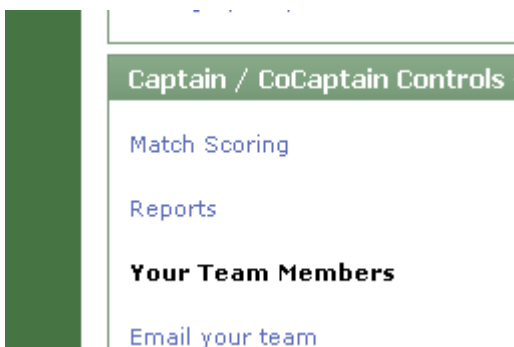 Captain / CoCaptain Controls
Match Scoring
Reports
Your Team Members
Email your team